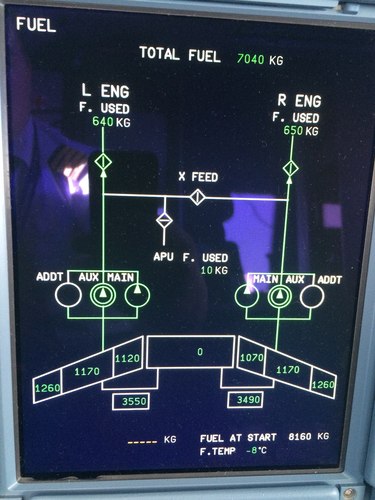 FUEL
TOTAL FUEL 7040 KG
L ENG
F. USED
640 KG
R ENG
F. USED
650 KG
X FEED
APU F. USED
10 KG
ADDT AUX MAIN
MAIN AUX ADDT
1260 1170 1120 0 1070 1170 1260
3550 3490
----- KG
FUEL AT START 8160 KG
F.TEMP -8°C